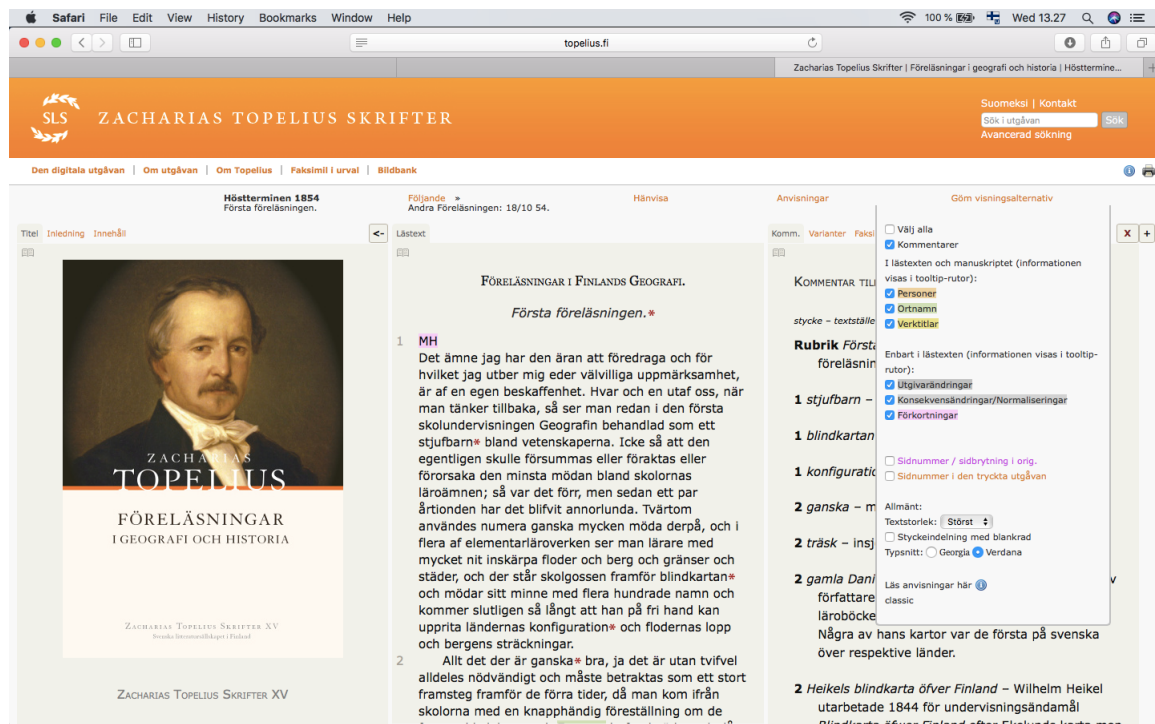 Safari File Edit View History Bookmarks Window Help 100 % Wed 13.27
topelius.fi
Zacharias Topelius Skrifter | Föreläsningar i geografi och historia | Hösttermine...
SLS ZACHARIAS TOPELIUS SKRIFTER
Suomeksi | Kontakt
Sök i utgåvan Sök
Avancerad sökning
Den digitala utgåvan | Om utgåvan | Om Topelius | Faksimil i urval | Bildbank
Höstterminen 1854
Första föreläsningen.
Följande »
Andra Föreläsningen: 18/10 54.
Hänvisa
Anvisningar
Göm visningsalternativ
Titel Inledning Innehåll <-
ZACHARIAS
TOPELIUS
FÖRELÄSNINGAR
I GEOGRAFI OCH HISTORIA
Zacharias Topelius Skrifter XV
Svenska litteratursällskapet i Finland
Zacharias Topelius Skrifter XV
Lästext
Föreläsningar i Finlands Geografi.
Första föreläsningen.*
1 MH
Det ämne jag har den äran att föredraga och för
hvilket jag utber mig eder välvilliga uppmärksamhet,
är af en egen beskaffenhet. Hvar och en utaf oss, när
man tänker tillbaka, så ser man redan i den första
skolundervisningen Geografin behandlad som ett
stjufbarn* bland vetenskaperna. Icke så att den
egentligen skulle försummas eller föraktas eller
förorsaka den minsta mödan bland skolornas
läroämnen; så var det förr, men sedan ett par
årtionden har det blifvit annorlunda. Tvärtom
användes numera ganska mycken möda derpå, och i
flera af elementarläroverken ser man lärare med
mycket nit inskärpa floder och berg och gränser och
städer, och der står skolgossen framför blindkartan*
och mödar sitt minne med flera hundrade namn och
kommer slutligen så långt att han på fri hand kan
upprita ländernas konfiguration* och flodernas lopp
och bergens sträckningar.
2 Allt det der är ganska* bra, ja det är utan tvifvel
alldeles nödvändigt och måste betraktas som ett stort
framsteg framför de förra tider, då man kom ifrån
skolorna med en knapphändig föreställning om de
Komm. Varianter Faksi
X +
Kommentar til
stycke – textställe
Rubrik Första
föreläsnin
1 stjufbarn –
1 blindkartan
1 konfiguratio
2 ganska – m
2 träsk – insj
2 gamla Dani
författare
läroböcke
Några av hans kartor var de första på svenska
över respektive länder.
2 Heikels blindkarta öfver Finland – Wilhelm Heikel
utarbetade 1844 för undervisningsändamål
Välj alla
Kommentarer
I lästexten och manuskriptet (informationen
visas i tooltip-rutor):
Personer
Ortnamn
Verktitlar
Enbart i lästexten (informationen visas i tooltip-
rutor):
Utgivarändringar
Konsekvensändringar/Normaliseringar
Förkortningar
Sidnummer / sidbrytning i orig.
Sidnummer i den tryckta utgåvan
Allmänt:
Textstorlek: Störst
Styckeindelning med blankrad
Typsnitt: Georgia Verdana
Läs anvisningar här
classic